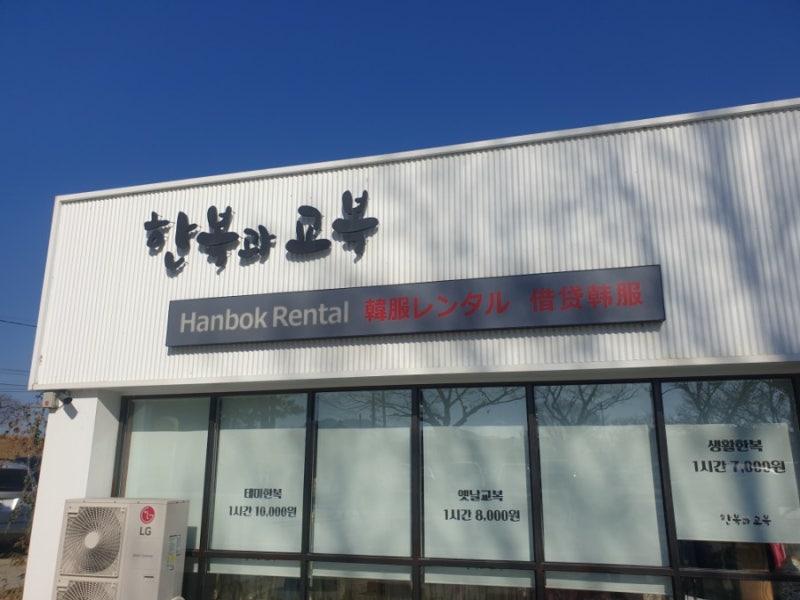 한복과 교복
Hanbok Rental 韓服レンタル 借贷韩服
테마한복
1시간 10,000원
옛날교복
1시간 8,000원
생활한복
1시간 7,000원
한복과 교복
LG